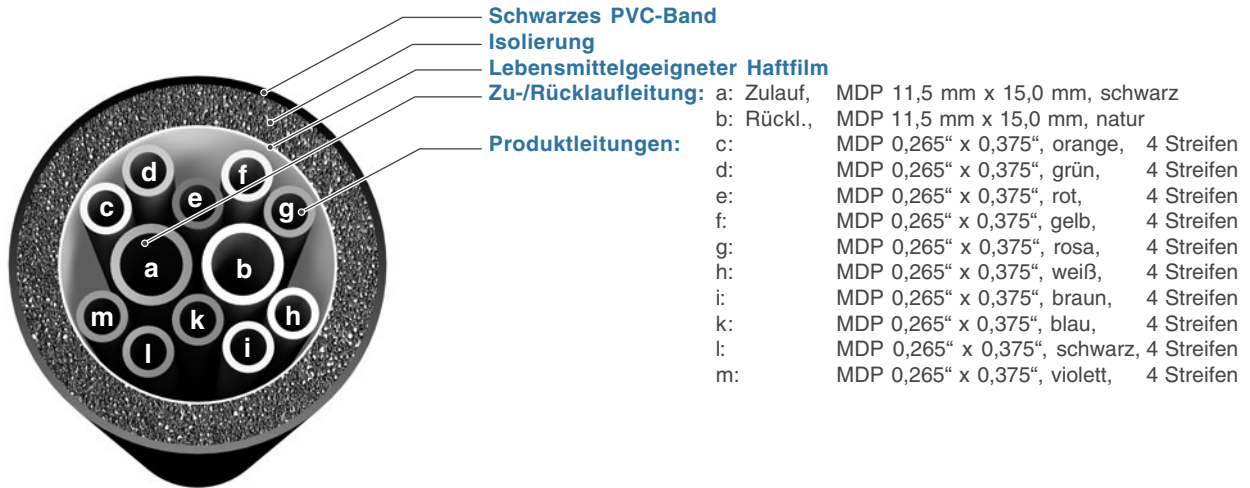 Schwarzes PVC-Band
Isolierung
Lebensmittelgeeigneter Haftfilm
Zu-/Rücklaufleitung: a: Zulauf, MDP 11,5 mm x 15,0 mm, schwarz
b: Rückl., MDP 11,5 mm x 15,0 mm, natur
Produktleitungen: c: MDP 0,265“ x 0,375“, orange, 4 Streifen
d: MDP 0,265“ x 0,375“, grün, 4 Streifen
e: MDP 0,265“ x 0,375“, rot, 4 Streifen
f: MDP 0,265“ x 0,375“, gelb, 4 Streifen
g: MDP 0,265“ x 0,375“, rosa, 4 Streifen
h: MDP 0,265“ x 0,375“, weiß, 4 Streifen
i: MDP 0,265“ x 0,375“, braun, 4 Streifen
k: MDP 0,265“ x 0,375“, blau, 4 Streifen
l: MDP 0,265“ x 0,375“, schwarz, 4 Streifen
m: MDP 0,265“ x 0,375“, violett, 4 Streifen
d
f
e
c
g
a
b
m
k
h
l
i